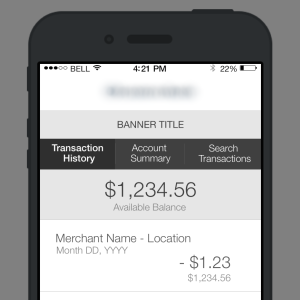 BELL 4:21 PM 22%
BANNER TITLE
Transaction History
Account Summary
Search Transactions
$1,234.56
Available Balance
Merchant Name - Location
Month DD, YYYY
- $1.23
$1,234.56